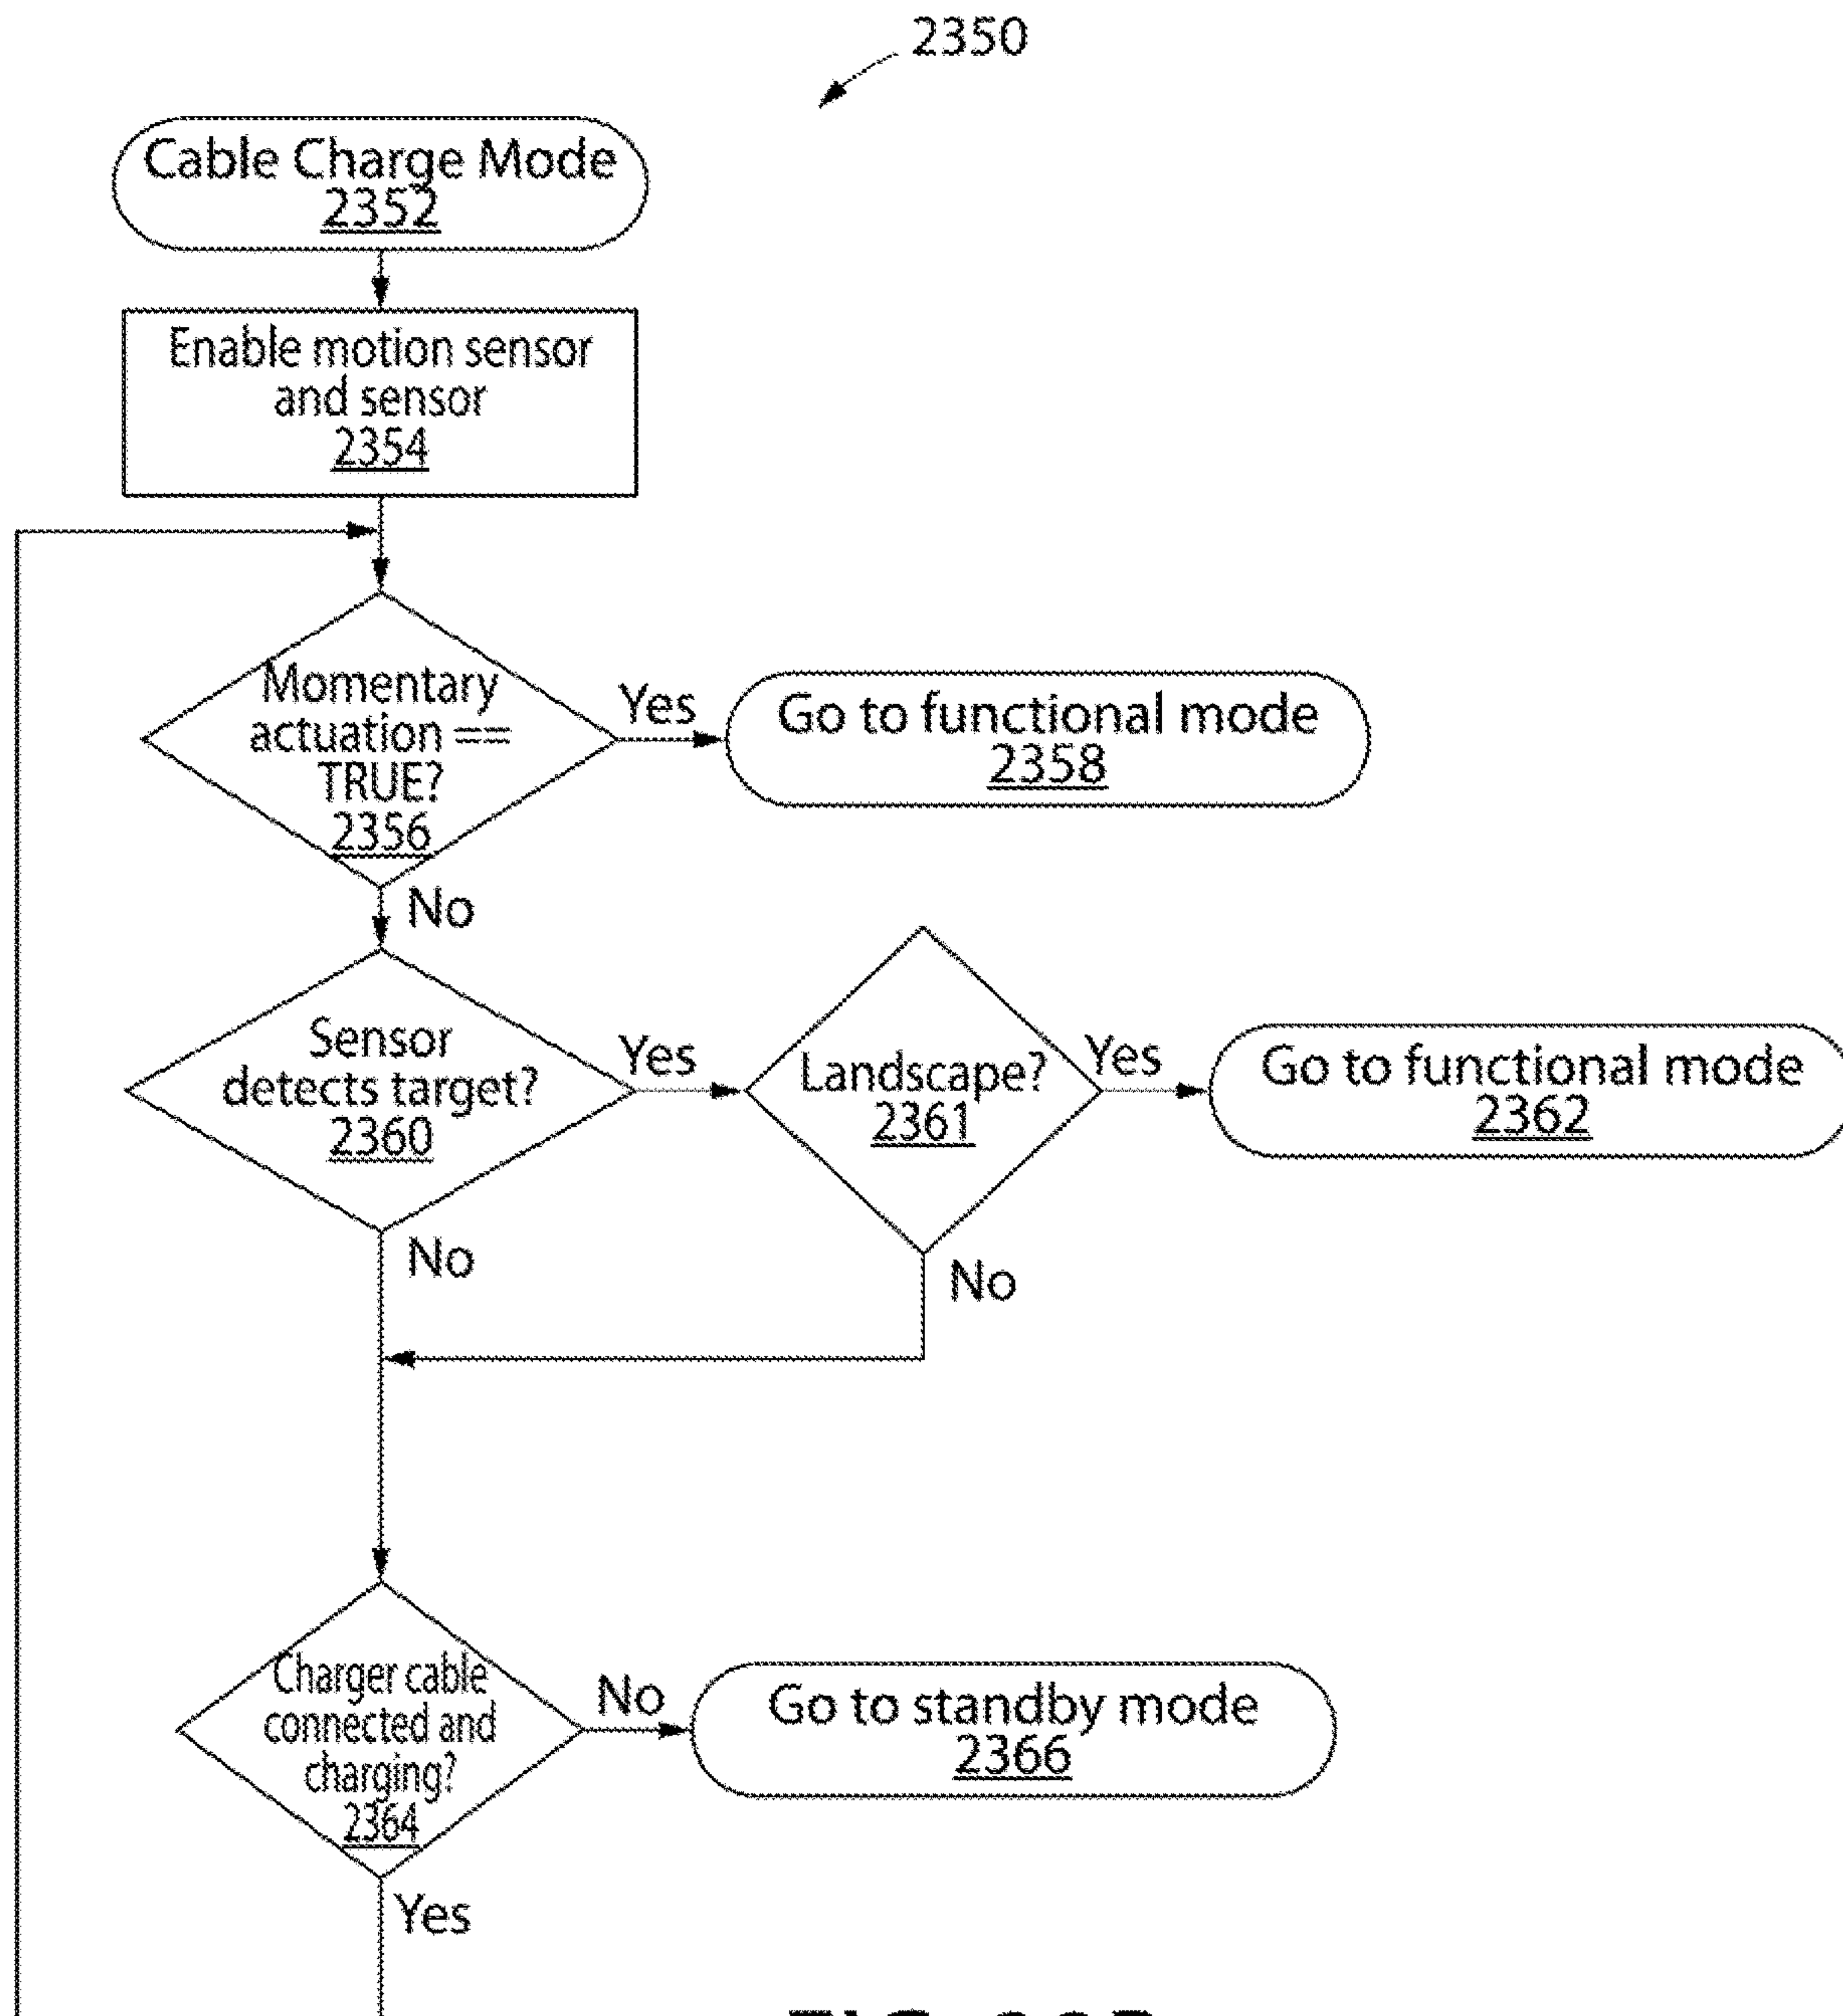 2350
Cable Charge Mode
2352
Enable motion sensor
and sensor
2354
Momentary
actuation ==
TRUE?
2356
Yes
Go to functional mode
2358
No
Sensor
detects target?
2360
Yes
Landscape?
2361
Yes
Go to functional mode
2362
No
No
Charger cable
connected and
charging?
2364
No
Go to standby mode
2366
Yes